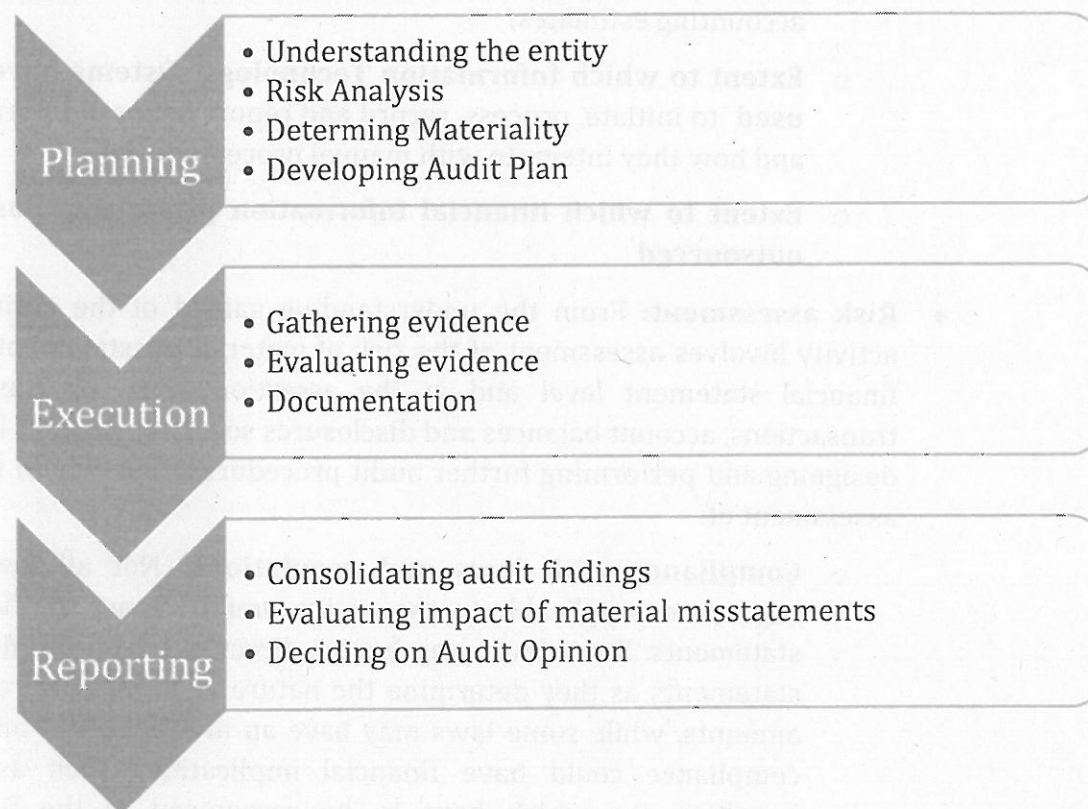 Planning
• Understanding the entity
• Risk Analysis
• Determing Materiality
• Developing Audit Plan
Execution
• Gathering evidence
• Evaluating evidence
• Documentation
Reporting
• Consolidating audit findings
• Evaluating impact of material misstatements
• Deciding on Audit Opinion